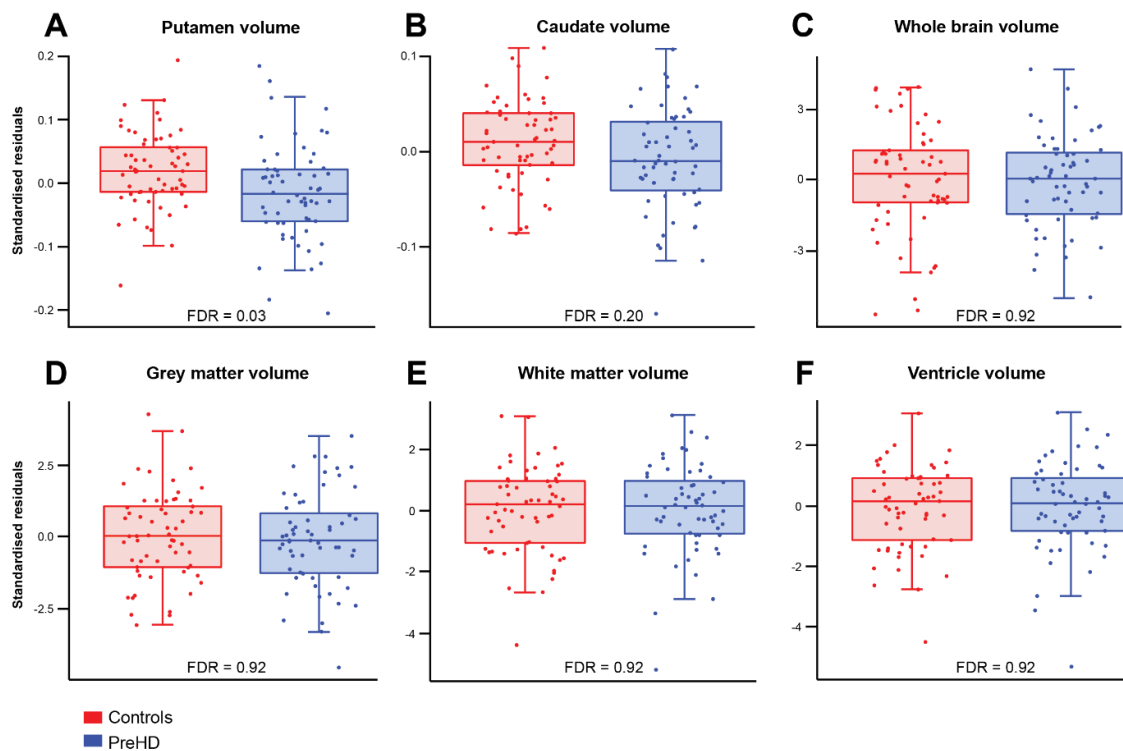 A
Putamen volume
Standardised residuals
0.2
0.1
0.0
-0.1
-0.2
FDR = 0.03
B
Caudate volume
0.1
0.0
-0.1
FDR = 0.20
C
Whole brain volume
3
0
-3
FDR = 0.92
D
Grey matter volume
Standardised residuals
2.5
0.0
-2.5
FDR = 0.92
E
White matter volume
2
0
-2
-4
FDR = 0.92
F
Ventricle volume
2
0
-2
-4
FDR = 0.92
Controls
PreHD